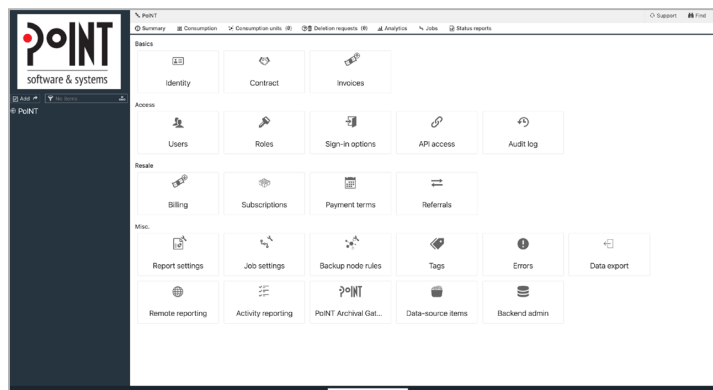 PoINT
Support Find
Summary Consumption Consumption units (0) Deletion requests (0) Analytics Jobs Status reports
PoINT
software & systems
Add No items
PoINT
Basics
Identity Contract Invoices
Access
Users Roles Sign-in options API access Audit log
Resale
Billing Subscriptions Payment terms Referrals
Misc.
Report settings Job settings Backup node rules Tags Errors Data export
PoINT
Remote reporting Activity reporting PoINT Archival Gat... Data-source items Backend admin